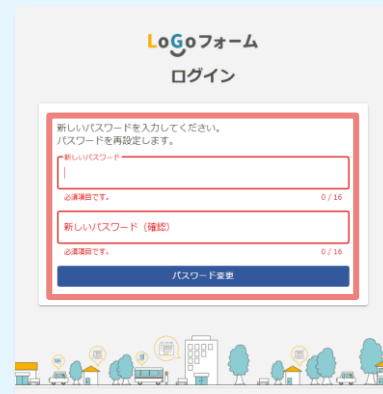 LoGoフォーム
ログイン
新しいパスワードを入力してください。
パスワードを再設定します。
新しいパスワード
必須項目です。 0 / 16
新しいパスワード（確認）
必須項目です。 0 / 16
パスワード変更